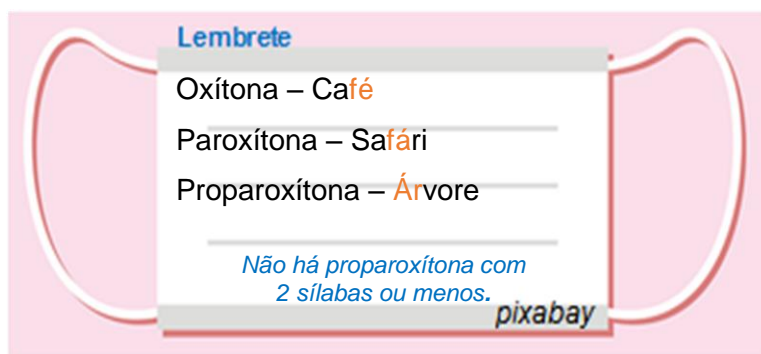 Lembrete
Oxítona – Café
Paroxítona – Safári
Proparoxítona – Árvore
Não há proparoxítona com
2 sílabas ou menos.
pixabay